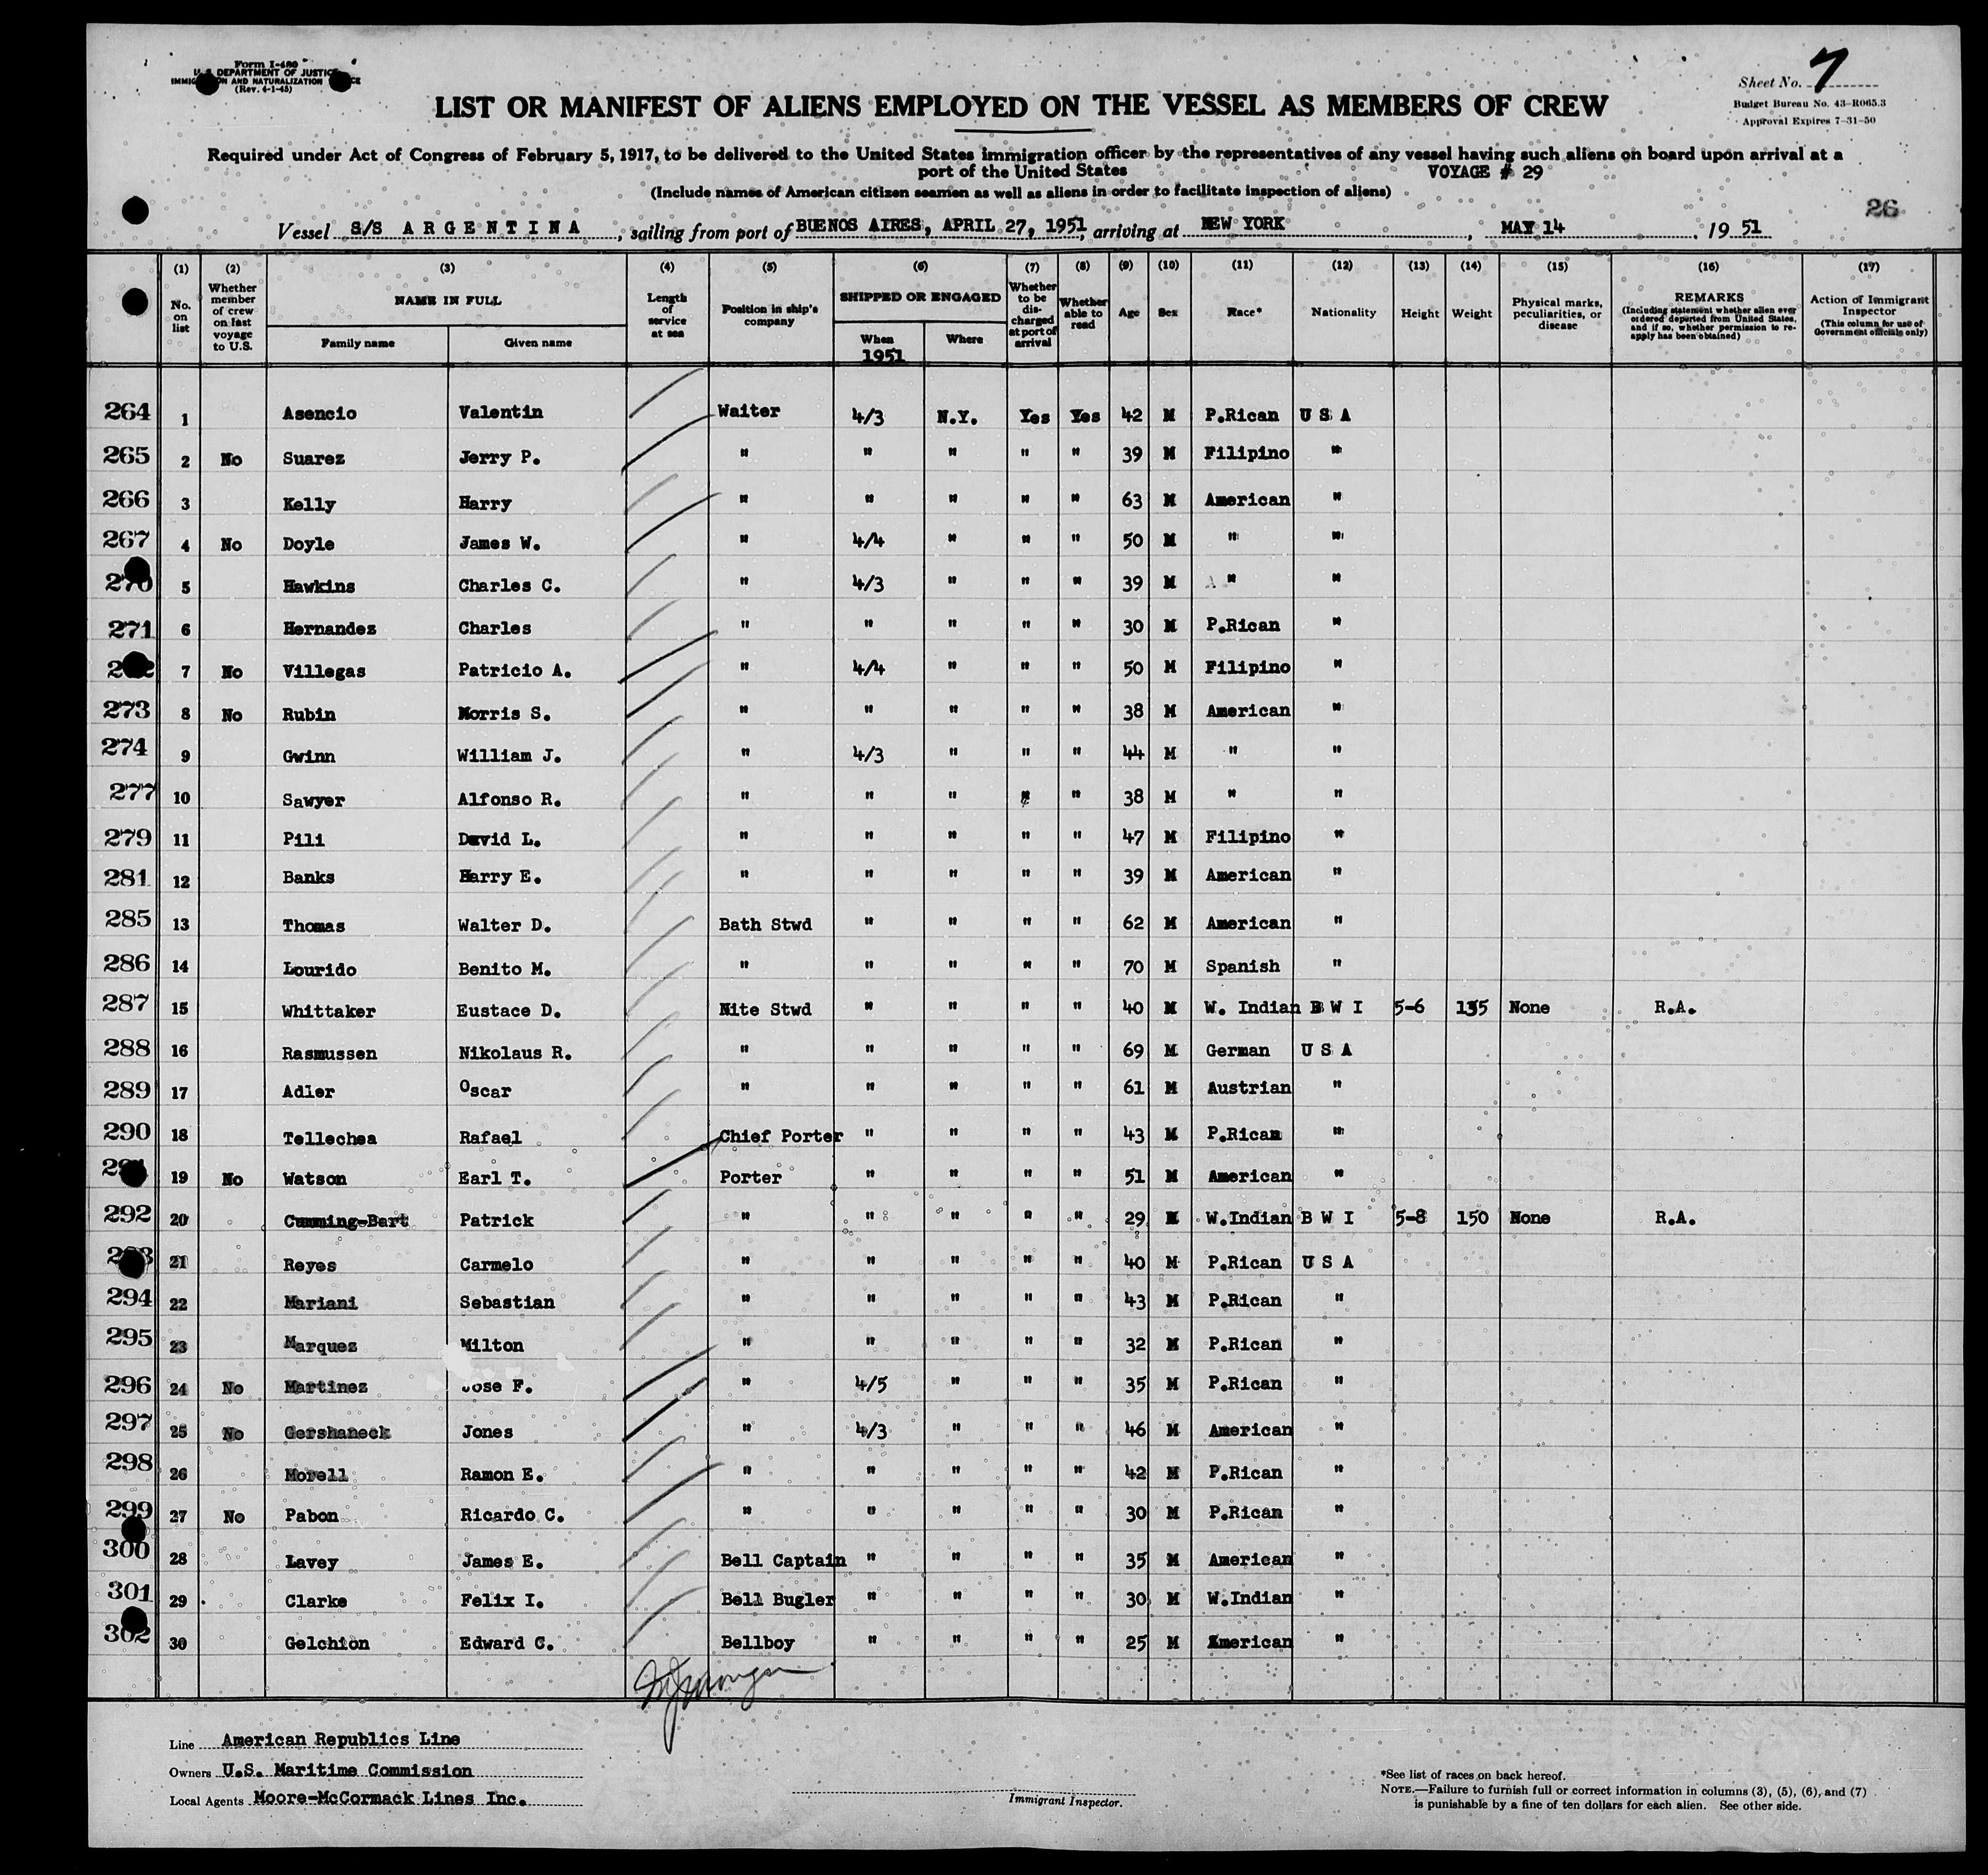 Form I-480
U. S. DEPARTMENT OF JUSTICE
IMMIGRATION AND NATURALIZATION SERVICE
(Rev. 4-1-45)
Sheet No. 7
Budget Bureau No. 43-R065.3
Approval Expires 7-31-50
LIST OR MANIFEST OF ALIENS EMPLOYED ON THE VESSEL AS MEMBERS OF CREW
Required under Act of Congress of February 5, 1917, to be delivered to the United States immigration officer by the representatives of any vessel having such aliens on board upon arrival at a
port of the United States
VOYAGE # 29
(Include names of American citizen seamen as well as aliens in order to facilitate inspection of aliens)
26
Vessel S/S ARGENTINA, sailing from port of BUENOS AIRES, APRIL 27, 1951, arriving at NEW YORK, MAY 14, 19 51
(1) No. on list (2) Whether member of crew on last voyage to U.S. (3) NAME IN FULL Family name Given name (4) Length of service at sea (5) Position in ship's company (6) SHIPPED OR ENGAGED When 1951 Where (7) Whether to be discharged at port of arrival (8) Whether able to read (9) Age (10) Sex (11) Race* (12) Nationality (13) Height (14) Weight (15) Physical marks, peculiarities, or disease (16) REMARKS (Including statement whether alien ever ordered deported from United States, and if so, whether permission to reapply has been obtained) (17) Action of Immigrant Inspector (This column for use of Government officials only)
264 1 Asencio Valentin Waiter 4/3 N.Y. Yes Yes 42 M P.Rican U S A
265 2 No Suarez Jerry P. " " " " " 39 M Filipino "
266 3 Kelly Harry " " " " " 63 M American "
267 4 No Doyle James W. " 4/4 " " " 50 M " "
270 5 Hawkins Charles C. " 4/3 " " " 39 M " "
271 6 Hernandez Charles " " " " " 30 M P.Rican "
272 7 No Villegas Patricio A. " 4/4 " " " 50 M Filipino "
273 8 No Rubin Morris S. " " " " " 38 M American "
274 9 Gwinn William J. " 4/3 " " " 44 M " "
277 10 Sawyer Alfonso R. " " " " " 38 M " "
279 11 Pili David L. " " " " " 47 M Filipino "
281 12 Banks Harry E. " " " " " 39 M American "
285 13 Thomas Walter D. Bath Stwd " " " " 62 M American "
286 14 Lourido Benito M. " " " " " 70 M Spanish "
287 15 Whittaker Eustace D. Nite Stwd " " " " 40 M W. Indian B W I 5-6 135 None R.A.
288 16 Rasmussen Nikolaus R. " " " " " 69 M German U S A
289 17 Adler Oscar " " " " " 61 M Austrian "
290 18 Tellechea Rafael Chief Porter " " " " 43 M P.Rican "
291 19 No Watson Earl T. Porter " " " " 51 M American "
292 20 Cumming-Bart Patrick " " " " " 29 M W.Indian B W I 5-8 150 None R.A.
293 21 Reyes Carmelo " " " " " 40 M P.Rican U S A
294 22 Mariani Sebastian " " " " " 43 M P.Rican "
295 23 Marquez Milton " " " " " 32 M P.Rican "
296 24 No Martinez Jose F. " 4/5 " " " 35 M P.Rican "
297 25 No Gershaneck Jones " 4/3 " " " 46 M American "
298 26 Morell Ramon E. " " " " " 42 M P.Rican "
299 27 No Pabon Ricardo C. " " " " " 30 M P.Rican "
300 28 Lavey James E. Bell Captain " " " " 35 M American "
301 29 Clarke Felix I. Bell Bugler " " " " 30 M W.Indian "
302 30 Gelchion Edward C. Bellboy " " " " 25 M American "
Line American Republics Line
Owners U.S. Maritime Commission
Local Agents Moore-McCormack Lines Inc.
Immigrant Inspector.
*See list of races on back hereof.
NOTE.—Failure to furnish full or correct information in columns (3), (5), (6), and (7)
is punishable by a fine of ten dollars for each alien. See other side.